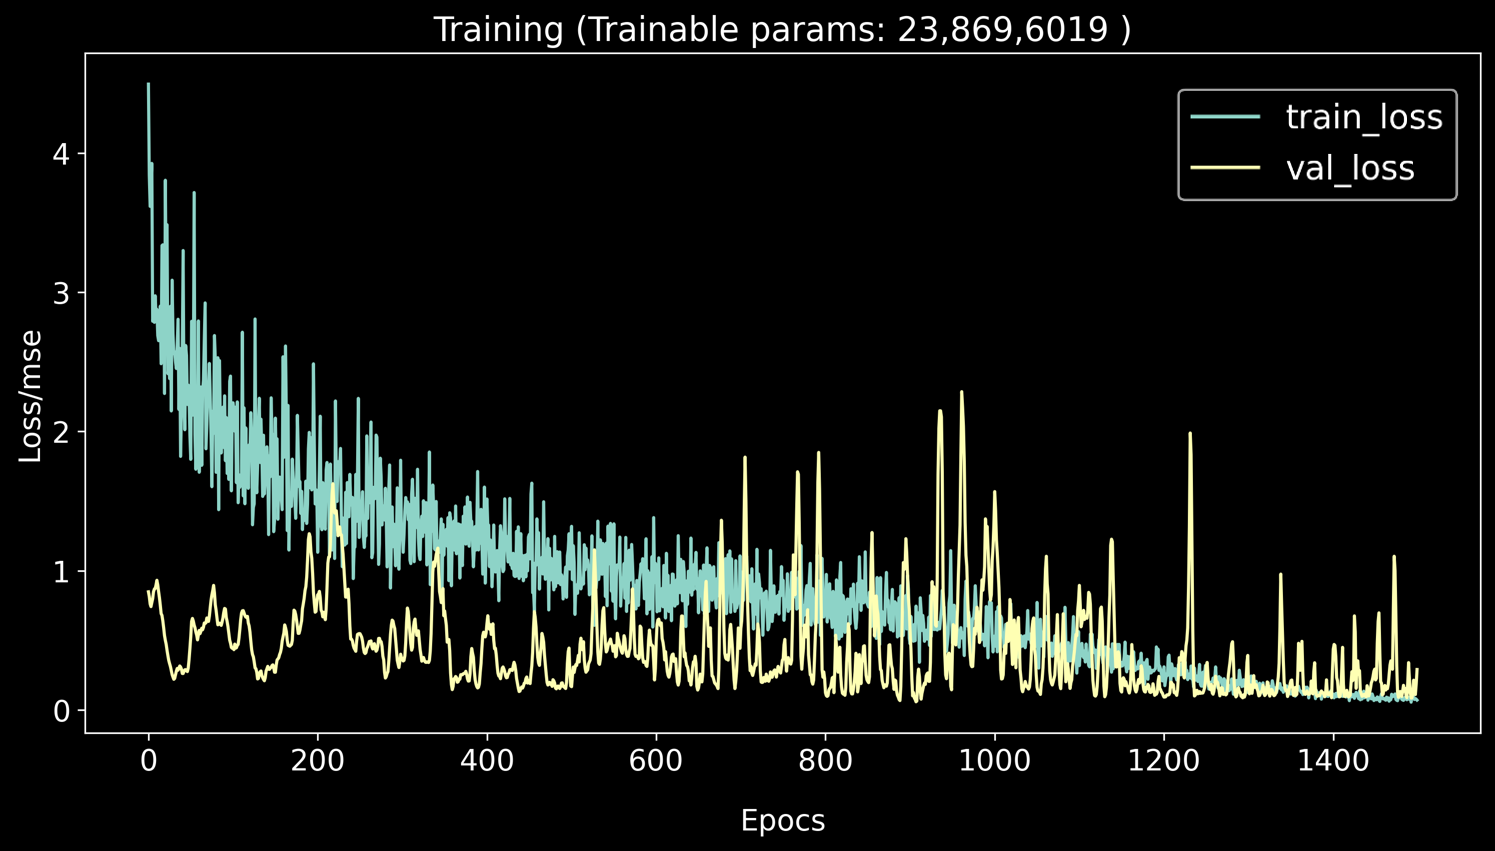 Training (Trainable params: 23,869,6019 )
train_loss
val_loss
Loss/mse
4
3
2
1
0
0 200 400 600 800 1000 1200 1400
Epocs